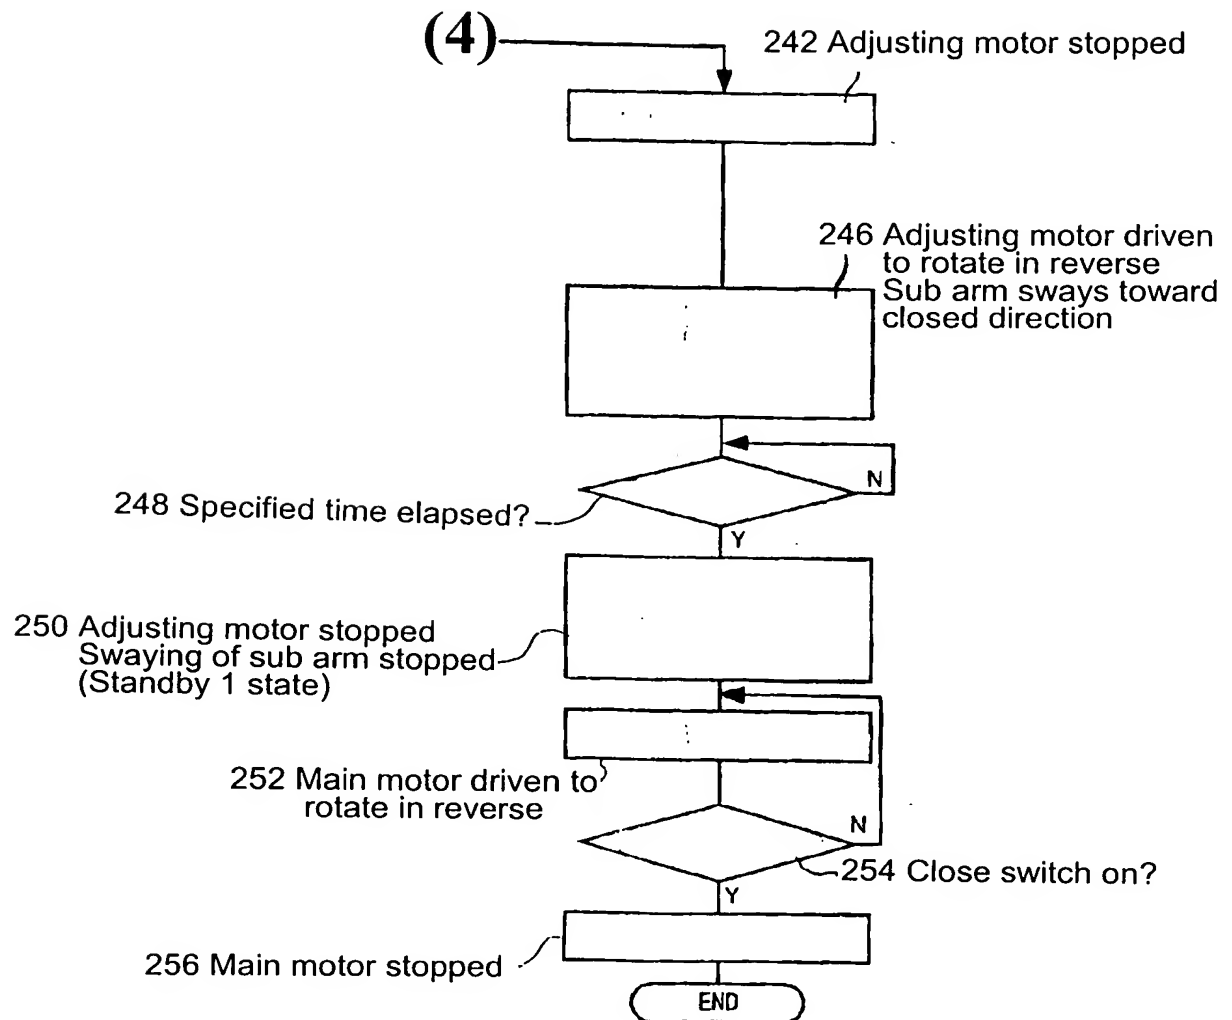 (4)
242 Adjusting motor stopped
246 Adjusting motor driven
to rotate in reverse
Sub arm sways toward
closed direction
N
248 Specified time elapsed?
Y
250 Adjusting motor stopped
Swaying of sub arm stopped
(Standby 1 state)
252 Main motor driven to
rotate in reverse
N
254 Close switch on?
Y
256 Main motor stopped
END